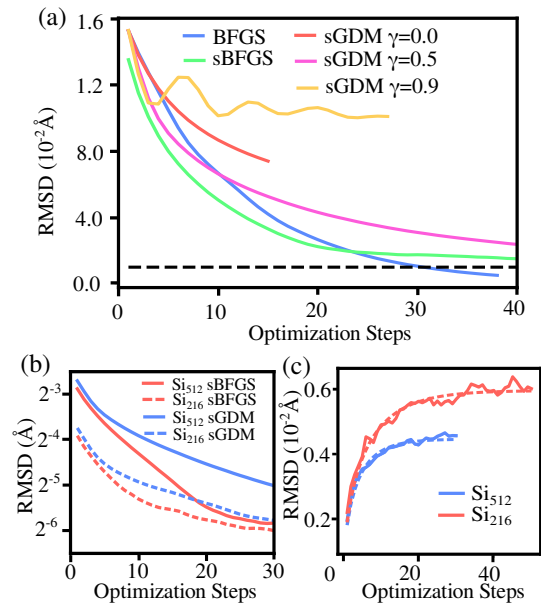 (a)
BFGS
sBFGS
sGDM γ=0.0
sGDM γ=0.5
sGDM γ=0.9
RMSD (10⁻²Å)
1.6
1.2
8.0
4.0
0.0
0 10 20 30 40
Optimization Steps
(b)
Si₅₁₂ sBFGS
Si₂₁₆ sBFGS
Si₅₁₂ sGDM
Si₂₁₆ sGDM
RMSD (Å)
2⁻³
2⁻⁴
2⁻⁵
2⁻⁶
0 10 20 30
Optimization Steps
(c)
RMSD (10⁻²Å)
0.6
0.4
0.2
Si₅₁₂
Si₂₁₆
0 20 40
Optimization Steps